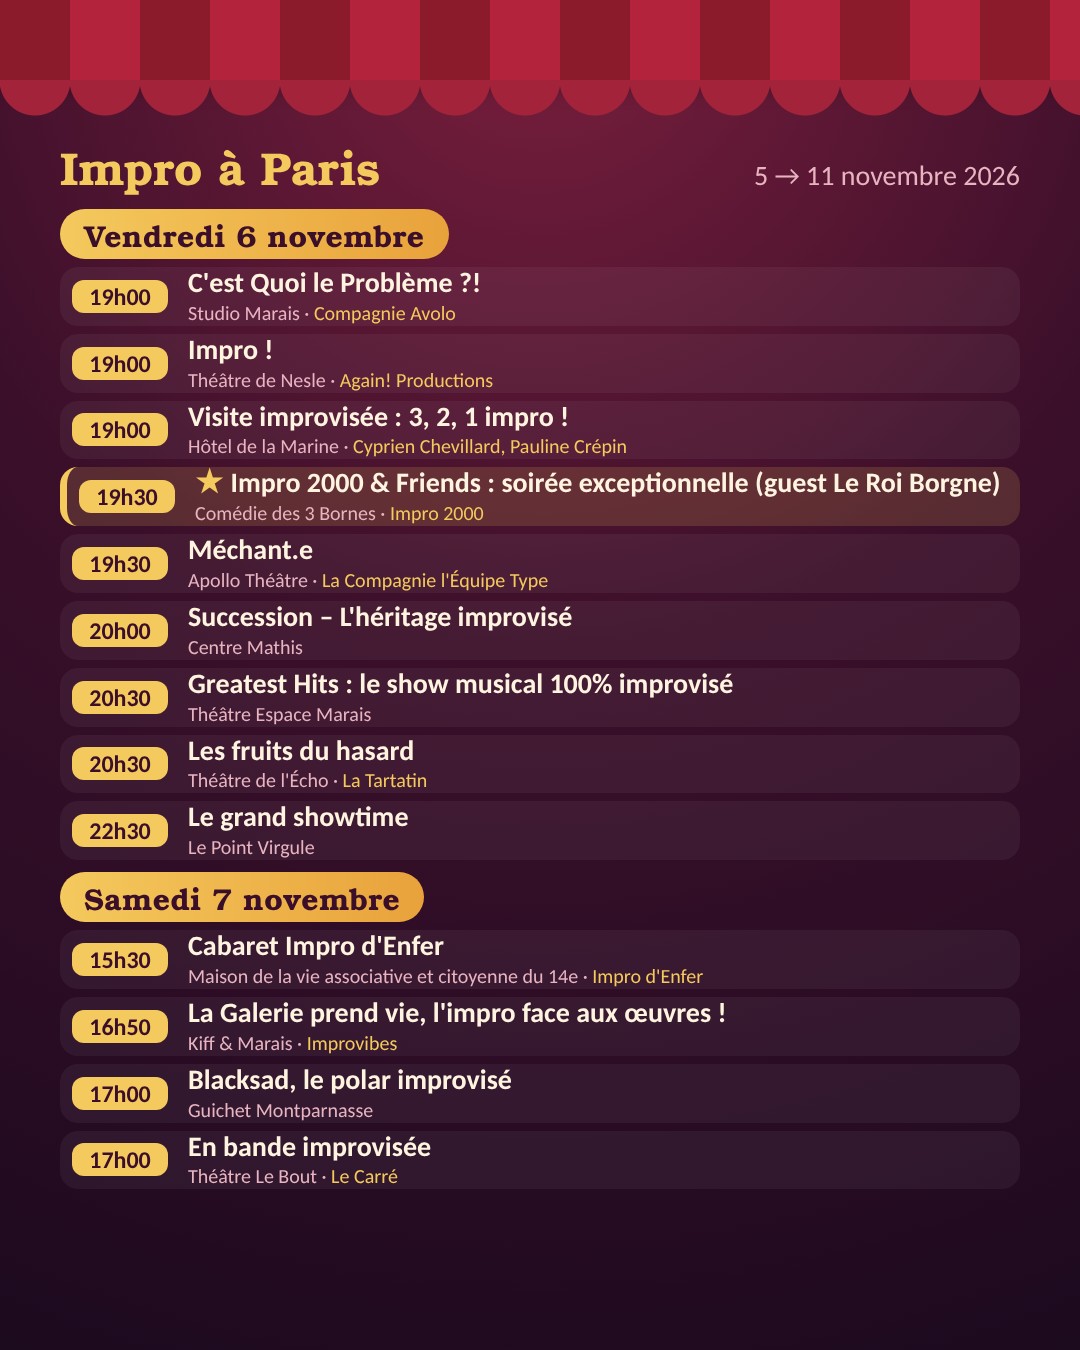 Impro à Paris
5 → 11 novembre 2026
Vendredi 6 novembre
19h00
C'est Quoi le Problème ?!
Studio Marais · Compagnie Avolo
19h00
Impro !
Théâtre de Nesle · Again! Productions
19h00
Visite improvisée : 3, 2, 1 impro !
Hôtel de la Marine · Cyprien Chevillard, Pauline Crépin
19h30
★ Impro 2000 & Friends : soirée exceptionnelle (guest Le Roi Borgne)
Comédie des 3 Bornes · Impro 2000
19h30
Méchant.e
Apollo Théâtre · La Compagnie l'Équipe Type
20h00
Succession – L'héritage improvisé
Centre Mathis
20h30
Greatest Hits : le show musical 100% improvisé
Théâtre Espace Marais
20h30
Les fruits du hasard
Théâtre de l'Écho · La Tartatin
22h30
Le grand showtime
Le Point Virgule
Samedi 7 novembre
15h30
Cabaret Impro d'Enfer
Maison de la vie associative et citoyenne du 14e · Impro d'Enfer
16h50
La Galerie prend vie, l'impro face aux œuvres !
Kiff & Marais · Improvibes
17h00
Blacksad, le polar improvisé
Guichet Montparnasse
17h00
En bande improvisée
Théâtre Le Bout · Le Carré